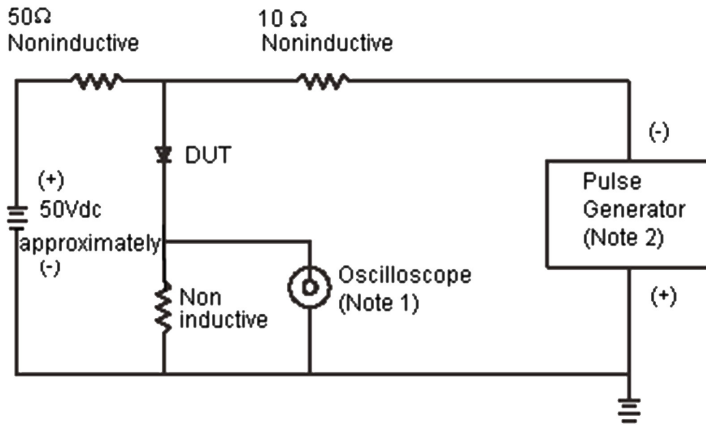 50Ω
Noninductive
10 Ω
Noninductive
DUT
(+)
50Vdc
approximately
(-)
Non
inductive
Oscilloscope
(Note 1)
(-)
Pulse
Generator
(Note 2)
(+)